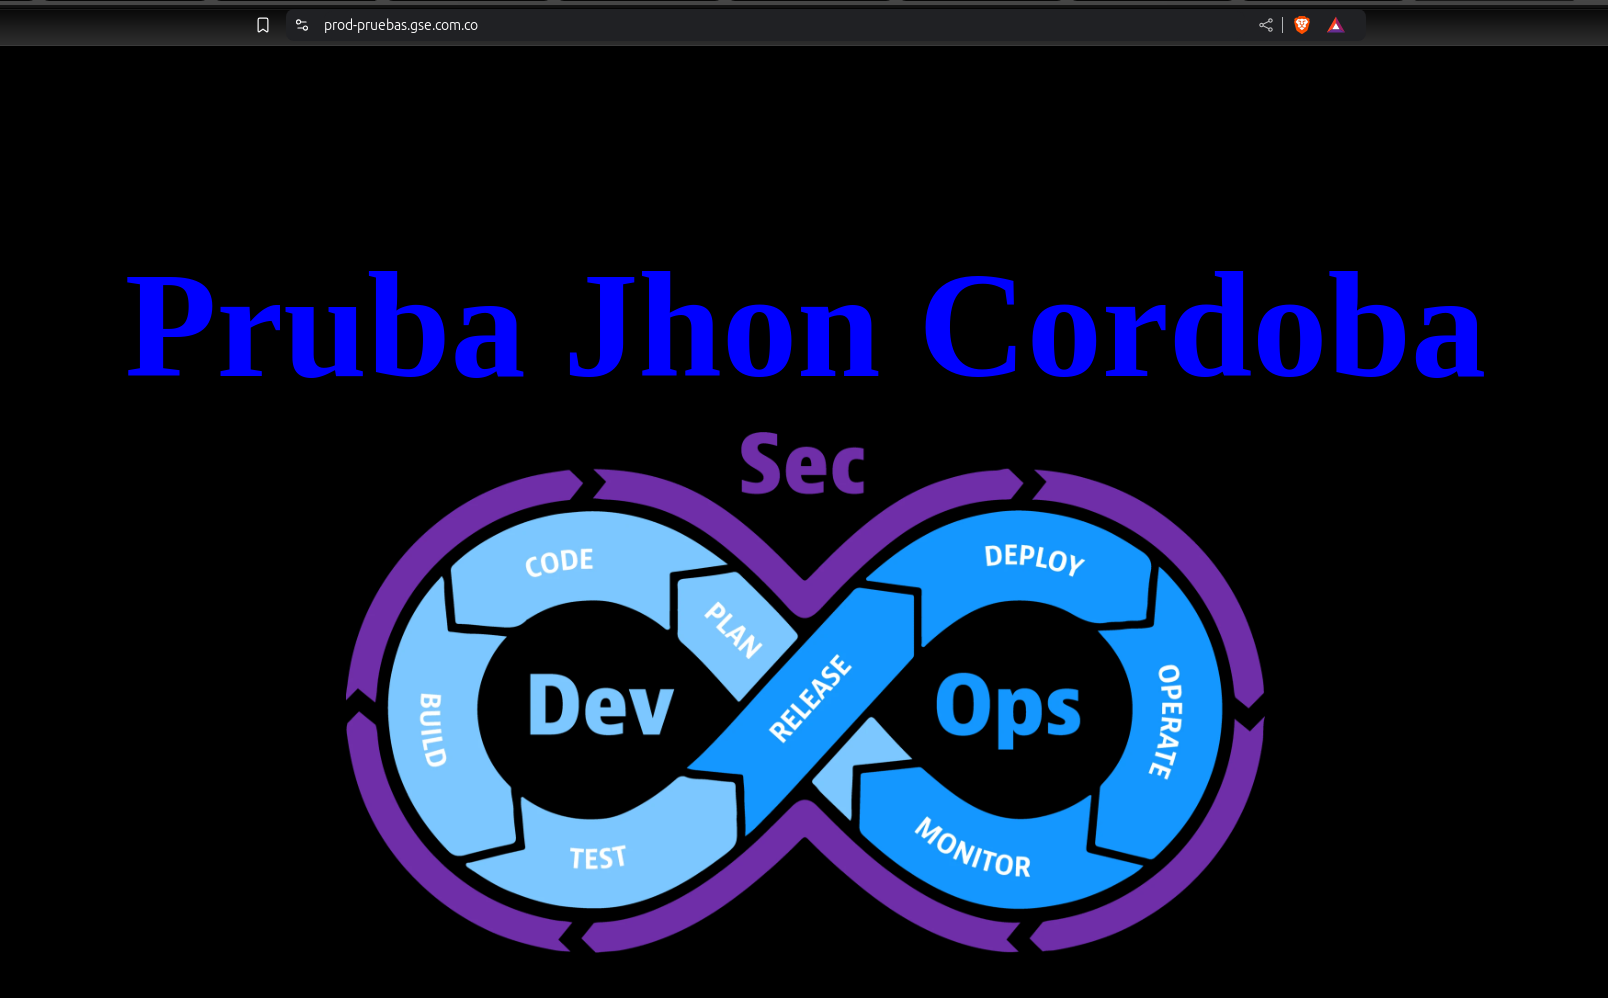 prod-pruebas.gse.com.co
Pruba Jhon Cordoba
Sec
CODE
PLAN
BUILD
Dev
TEST
RELEASE
DEPLOY
Ops
OPERATE
MONITOR